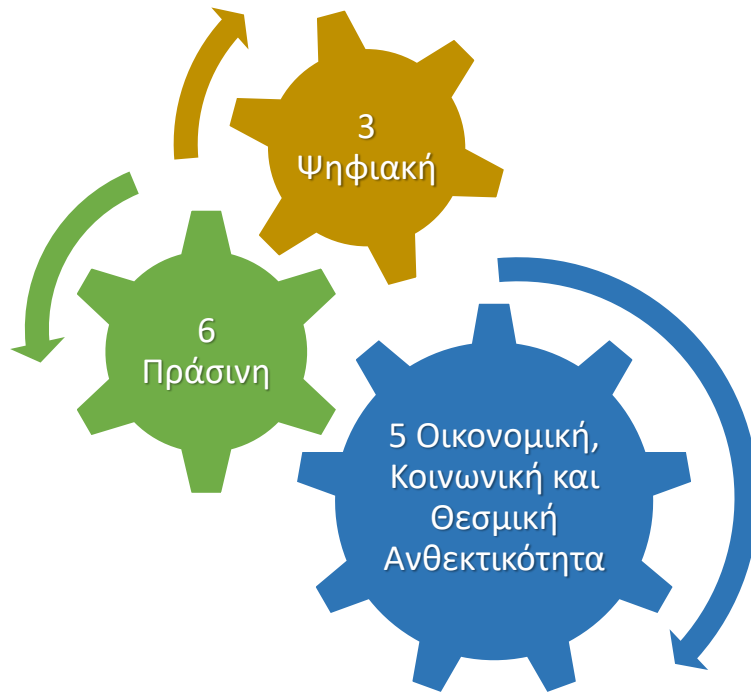 3
Ψηφιακή
6
Πράσινη
5 Οικονομική,
Κοινωνική και
Θεσμική
Ανθεκτικότητα